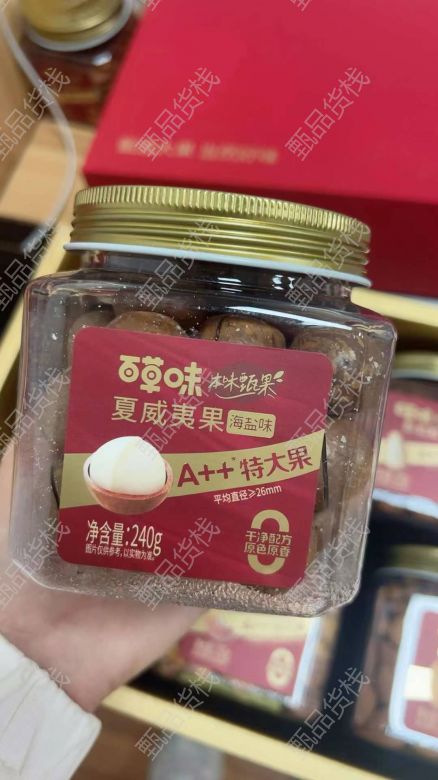 百草味 本味甄果
夏威夷果 海盐味
A++*特大果
平均直径≥26mm
净含量:240g
图片仅供参考,以实物为准。
0
干净配方
原色原香
甄品货栈